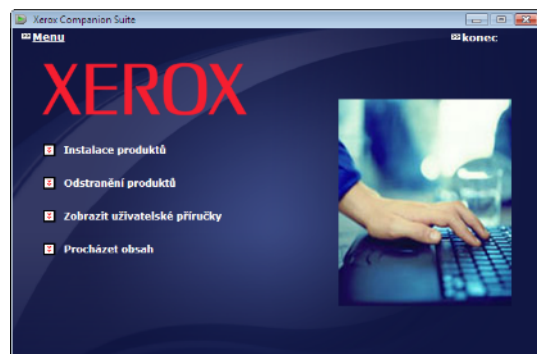 Xerox Companion Suite
Menu
konec
XEROX
Instalace produktů
Odstranění produktů
Zobrazit uživatelské příručky
Procházet obsah